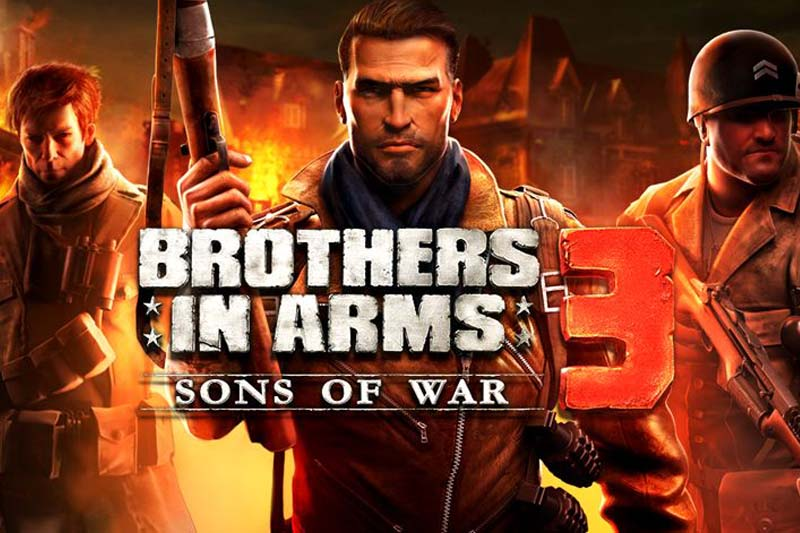 BROTHERS
IN ARMS 3
SONS OF WAR